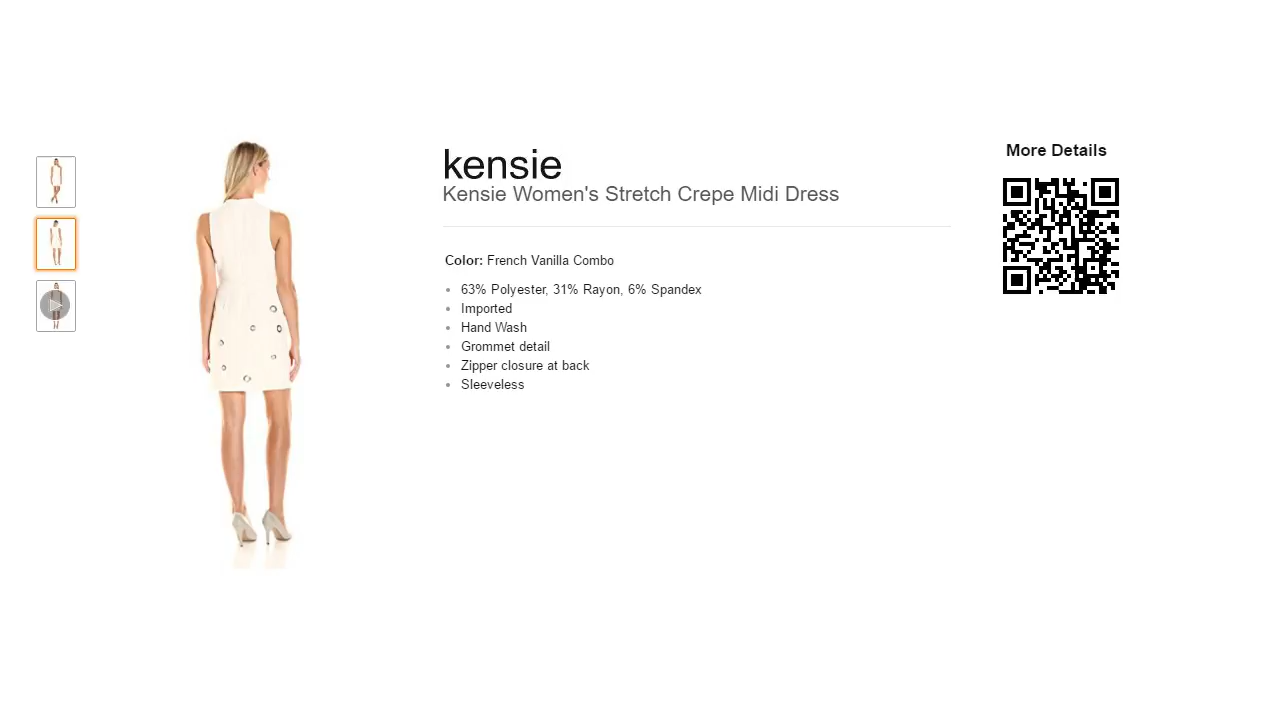 kensie
Kensie Women's Stretch Crepe Midi Dress
Color: French Vanilla Combo
63% Polyester, 31% Rayon, 6% Spandex
Imported
Hand Wash
Grommet detail
Zipper closure at back
Sleeveless
More Details